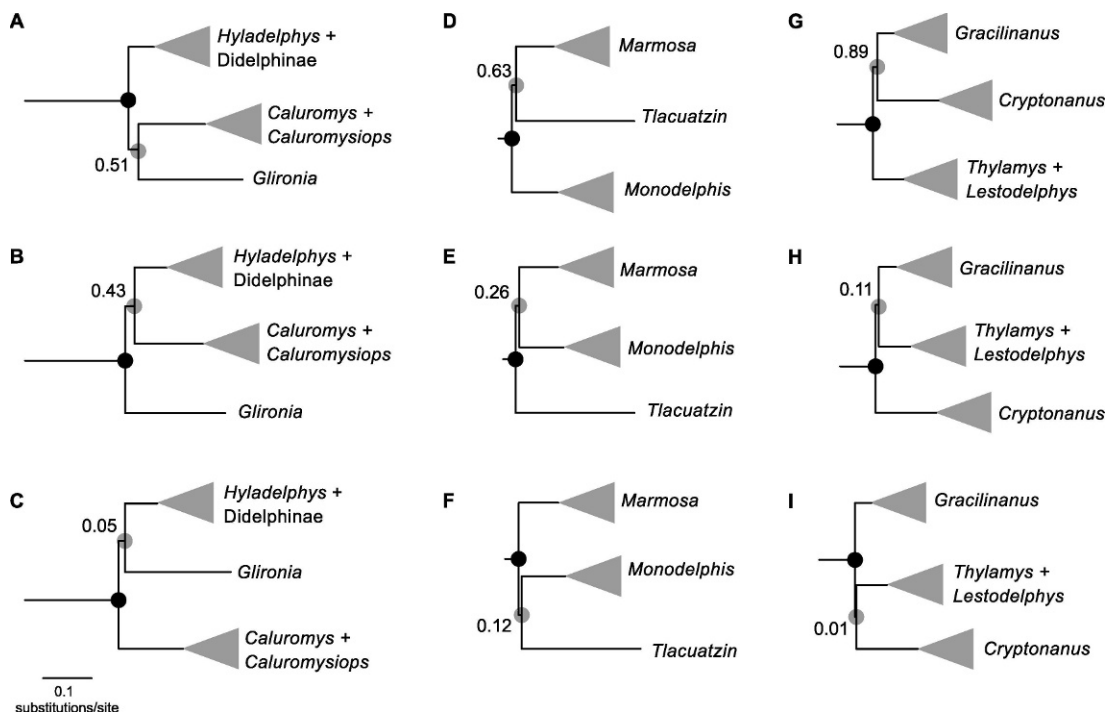 A
Hyladelphys +
Didelphinae
Caluromys +
Caluromysiops
0.51
Glironia
B
Hyladelphys +
Didelphinae
0.43
Caluromys +
Caluromysiops
Glironia
C
Hyladelphys +
Didelphinae
0.05
Glironia
Caluromys +
Caluromysiops
0.1
substitutions/site
D
Marmosa
0.63
Tlacuatzin
Monodelphis
E
Marmosa
0.26
Monodelphis
Tlacuatzin
F
Marmosa
Monodelphis
0.12
Tlacuatzin
G
Gracilinanus
0.89
Cryptonanus
Thylamys +
Lestodelphys
H
Gracilinanus
0.11
Thylamys +
Lestodelphys
Cryptonanus
I
Gracilinanus
Thylamys +
Lestodelphys
0.01
Cryptonanus